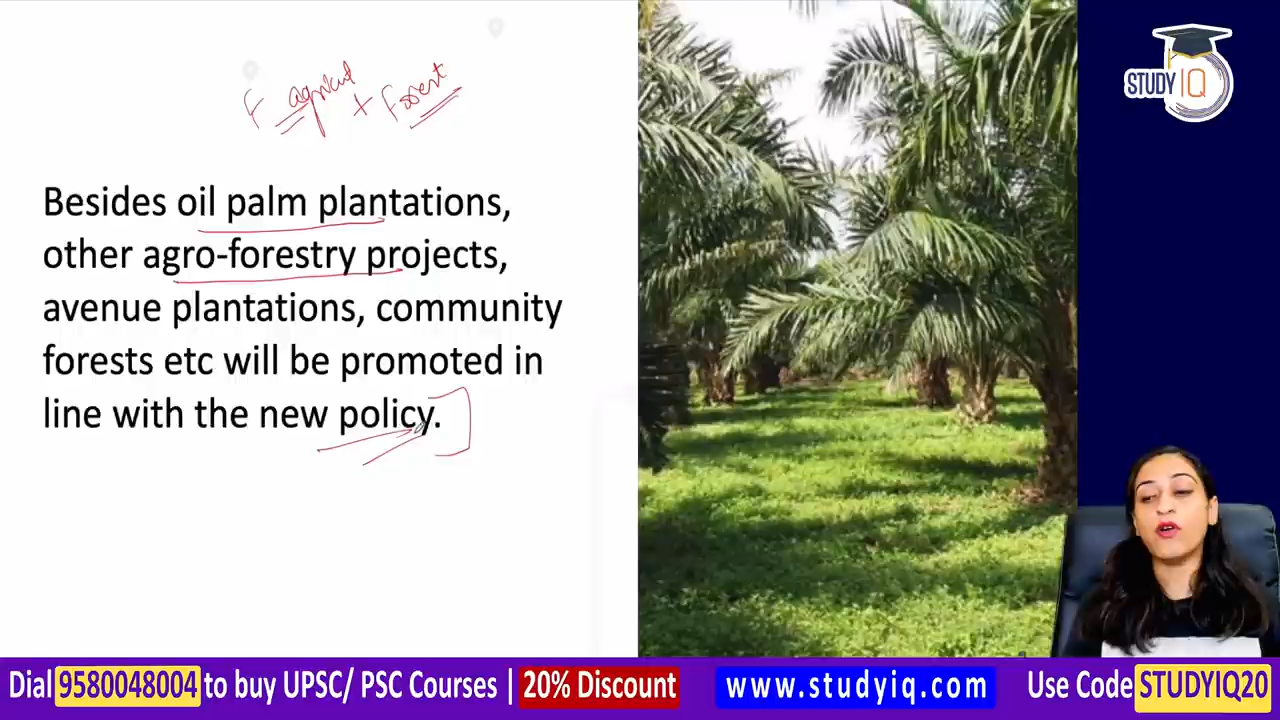 agricul + Forest
Besides oil palm plantations,
other agro-forestry projects,
avenue plantations, community
forests etc will be promoted in
line with the new policy.
STUDY IQ
Dial 9580048004 to buy UPSC/ PSC Courses | 20% Discount www.studyiq.com Use Code STUDYIQ20